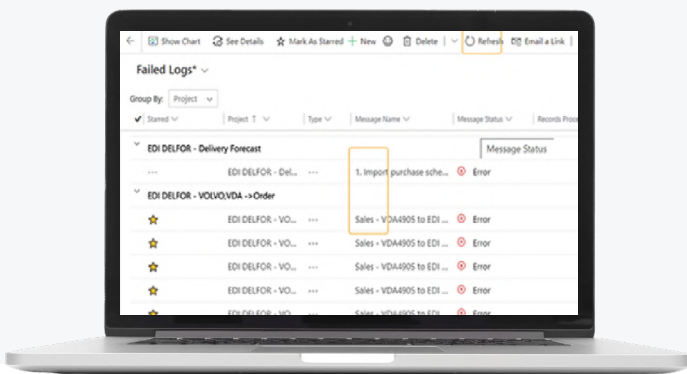 Show Chart See Details Mark As Starred New Delete Refresh Email a Link
Failed Logs*
Group By: Project
Starred Project Type Message Name Message Status Records Proce
EDI DELFOR - Delivery Forecast Message Status
... EDI DELFOR - Del... ... 1. Import purchase sche... Error
EDI DELFOR - VOLVO,VDA ->Order
EDI DELFOR - VO... ... Sales - VDA4905 to EDI ... Error
EDI DELFOR - VO... ... Sales - VDA4905 to EDI ... Error
EDI DELFOR - VO... ... Sales - VDA4905 to EDI ... Error
EDI DELFOR - VO... ... Sales - VDA4905 to EDI ... Error
EDI DELFOR - VO... ... Sales - VDA4905 to EDI ... Error